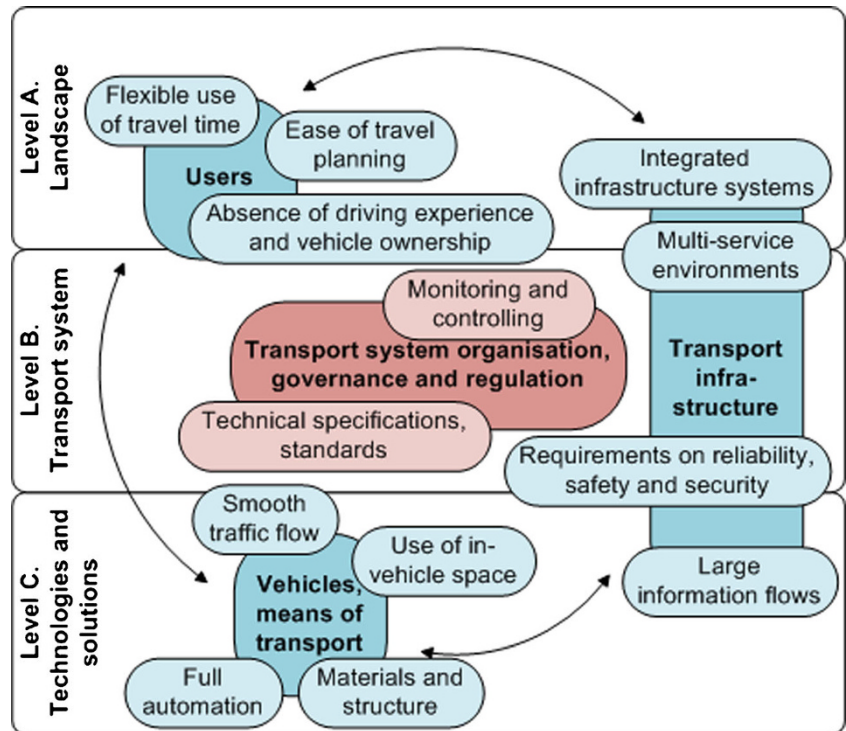 Level A.
Landscape
Flexible use
of travel time
Ease of travel
planning
Users
Absence of driving experience
and vehicle ownership
Integrated
infrastructure systems
Multi-service
environments
Level B.
Transport system
Monitoring and
controlling
Transport system organisation,
governance and regulation
Technical specifications,
standards
Transport
infra-
structure
Requirements on reliability,
safety and security
Level C.
Technologies and
solutions
Smooth
traffic flow
Use of in-
vehicle space
Vehicles,
means of
transport
Full
automation
Materials and
structure
Large
information flows